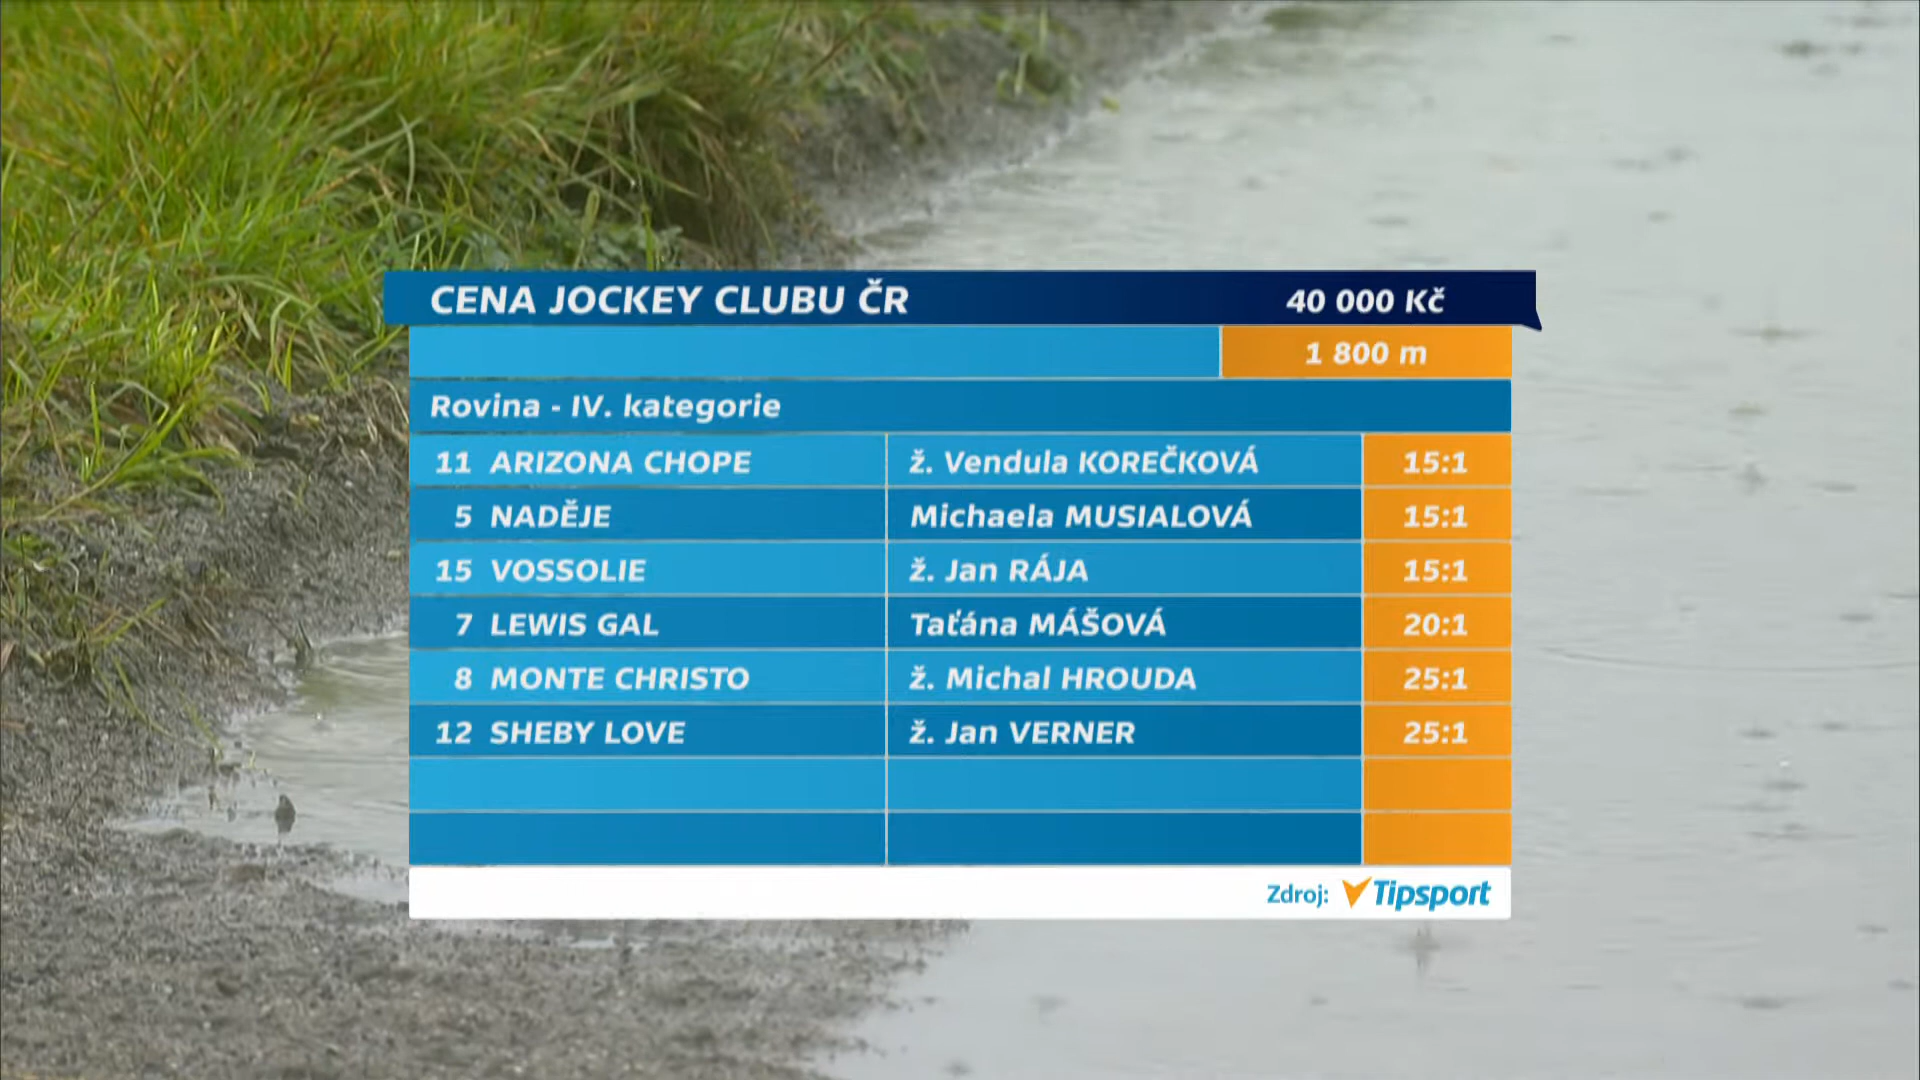 CENA JOCKEY CLUBU ČR 40 000 Kč
1 800 m
Rovina - IV. kategorie
11 ARIZONA CHOPE ž. Vendula KOREČKOVÁ 15:1
5 NADĚJE Michaela MUSIALOVÁ 15:1
15 VOSSOLIE ž. Jan RÁJA 15:1
7 LEWIS GAL Taťána MÁŠOVÁ 20:1
8 MONTE CHRISTO ž. Michal HROUDA 25:1
12 SHEBY LOVE ž. Jan VERNER 25:1
Zdroj: Tipsport